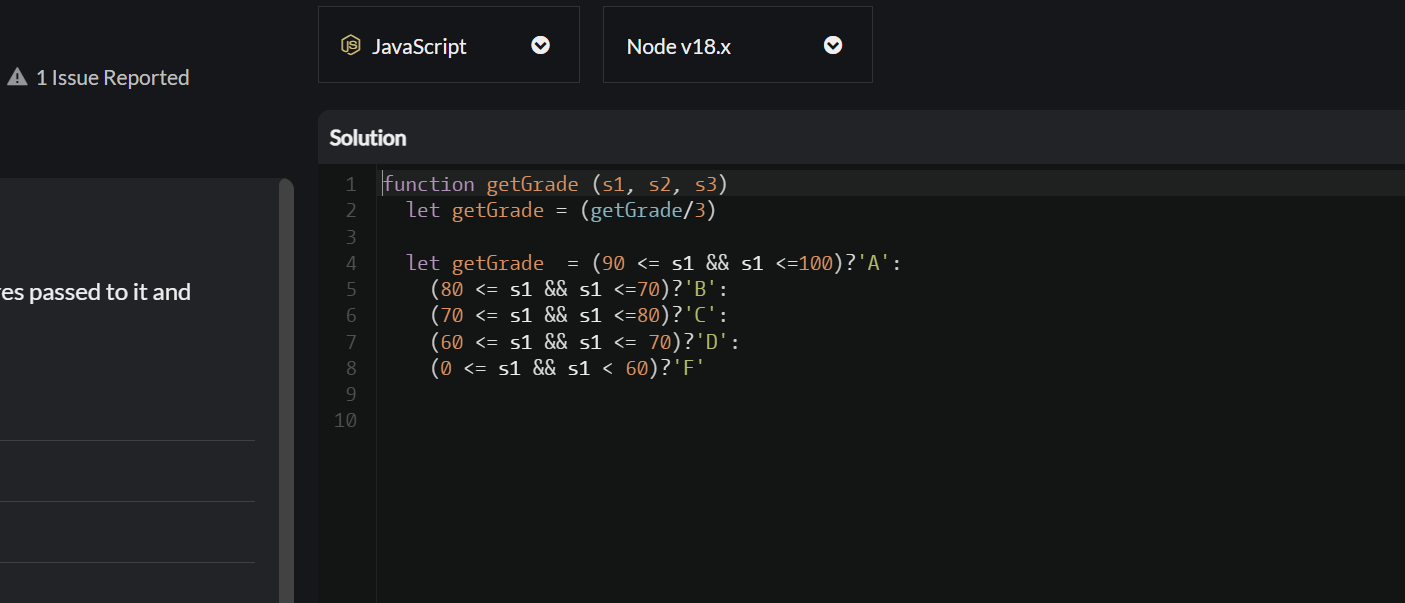 JavaScript
Node v18.x
1 Issue Reported
Solution
es passed to it and
1 function getGrade (s1, s2, s3)
2 let getGrade = (getGrade/3)
3
4 let getGrade  = (90 <= s1 && s1 <=100)?'A':
5 (80 <= s1 && s1 <=70)?'B':
6 (70 <= s1 && s1 <=80)?'C':
7 (60 <= s1 && s1 <= 70)?'D':
8 (0 <= s1 && s1 < 60)?'F'
9
10